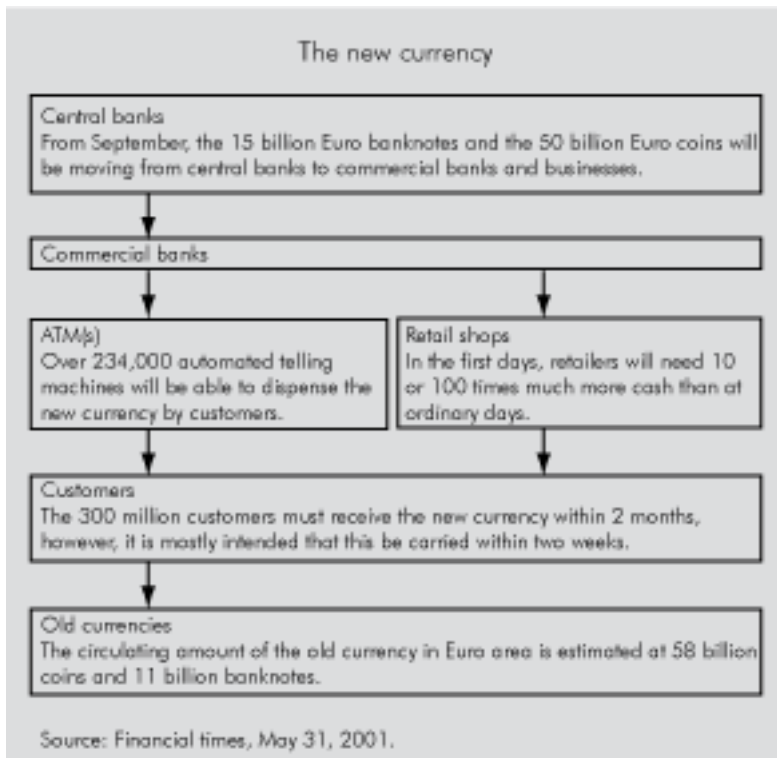 The new currency
Central banks
From September, the 15 billion Euro banknotes and the 50 billion Euro coins will
be moving from central banks to commercial banks and businesses.
Commercial banks
ATM(s)
Over 234,000 automated telling
machines will be able to dispense the
new currency by customers.
Retail shops
In the first days, retailers will need 10
or 100 times much more cash than at
ordinary days.
Customers
The 300 million customers must receive the new currency within 2 months,
however, it is mostly intended that this be carried within two weeks.
Old currencies
The circulating amount of the old currency in Euro area is estimated at 58 billion
coins and 11 billion banknotes.
Source: Financial times, May 31, 2001.